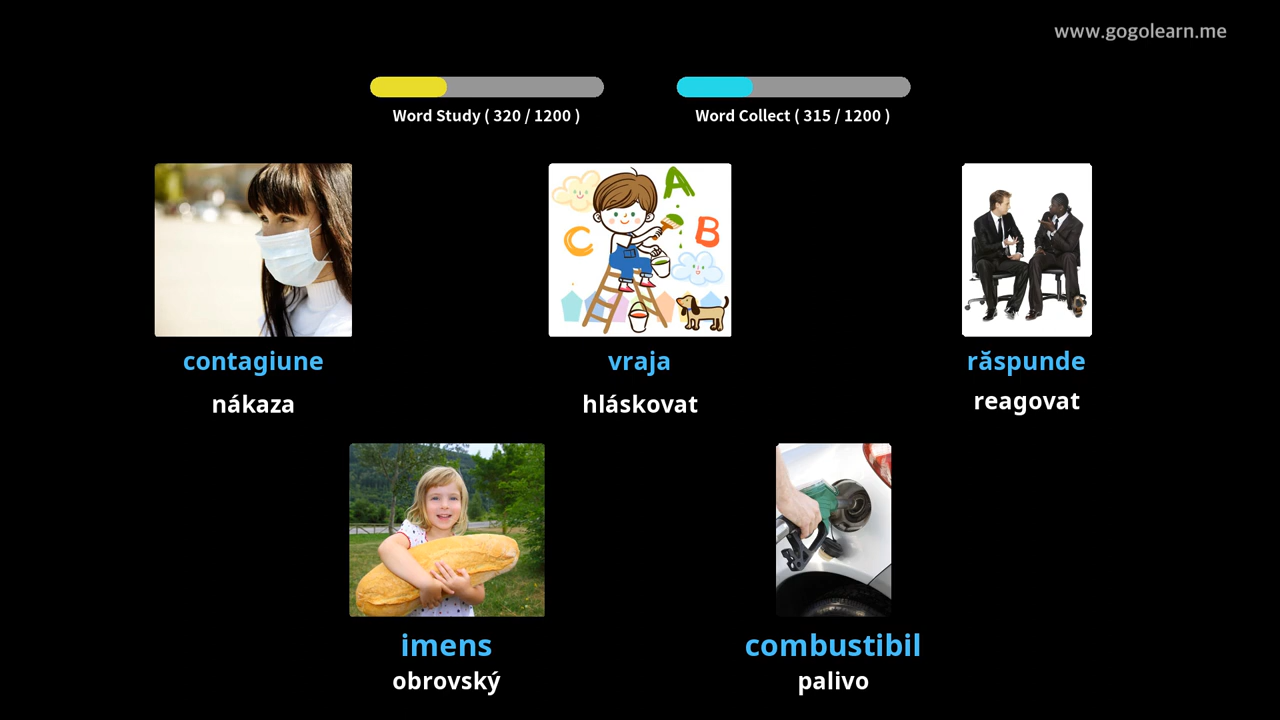 www.gogolearn.me
Word Study ( 320 / 1200 )
Word Collect ( 315 / 1200 )
contagiune
nákaza
vraja
hláskovat
răspunde
reagovat
imens
obrovský
combustibil
palivo